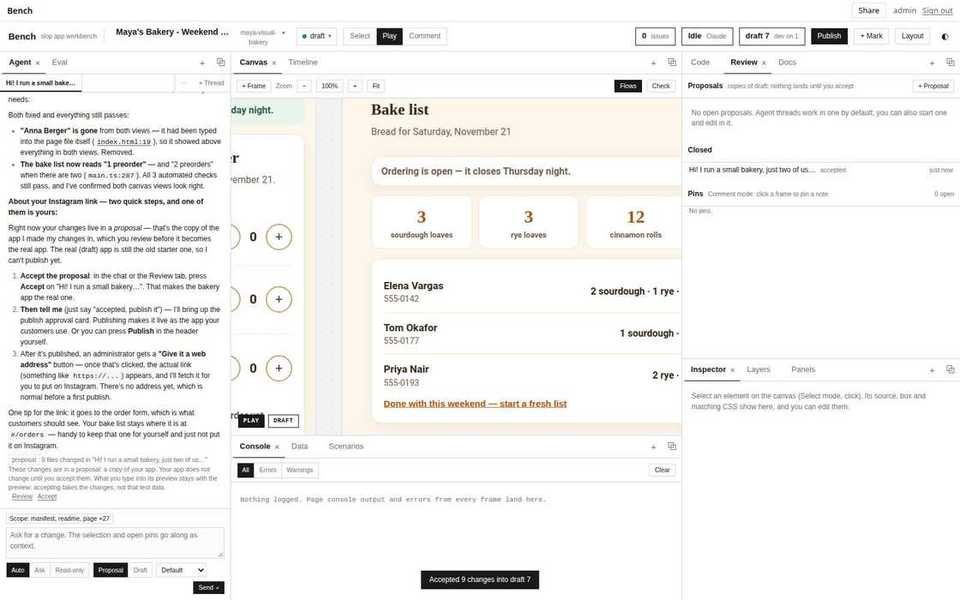 Bench
Share
admin
Sign out
Bench
slop app workbench
Maya's Bakery - Weekend ...
maya-visual-
bakery
draft
Select
Play
Comment
0 issues
Idle Claude
draft 7 dev on 1
Publish
+ Mark
Layout
Agent ×
Eval
Hi! I run a small bake...
+ Thread
needs:
Both fixed and everything still passes:
"Anna Berger" is gone from both views — it had been typed
into the page file itself ( index.html:19 ), so it showed above
everything in both views. Removed.
The bake list now reads "1 preorder" — and "2 preorders"
when there are two ( main.ts:287 ). All 3 automated checks
still pass, and I've confirmed both canvas views look right.
About your Instagram link — two quick steps, and one of
them is yours:
Right now your changes live in a proposal — that's the copy of the
app I made my changes in, which you review before it becomes
the real app. The real (draft) app is still the old starter one, so I
can't publish yet.
1. Accept the proposal: in the chat or the Review tab, press
Accept on "Hi! I run a small bakery…". That makes the bakery
app the real one.
2. Then tell me (just say "accepted, publish it") — I'll bring up the
publish approval card. Publishing makes it live as the app your
customers use. Or you can press Publish in the header
yourself.
3. After it's published, an administrator gets a "Give it a web
address" button — once that's clicked, the actual link
(something like https://... ) appears, and I'll fetch it for
you to put on Instagram. There's no address yet, which is
normal before a first publish.
One tip for the link: it goes to the order form, which is what
customers should see. Your bake list stays where it is at
#/orders — handy to keep that one for yourself and just not put
it on Instagram.
proposal 9 files changed in "Hi! I run a small bakery, just two of us..."
These changes are in a proposal: a copy of your app. Your app does not
change until you accept them. What you type into its preview stays with the
preview; accepting bakes the changes, not that test data.
Review Accept
Scope: manifest, readme, page +27
Ask for a change. The selection and open pins go along as
context.
Auto
Ask
Read-only
Proposal
Draft
Default
Send
Canvas ×
Timeline
+ Frame
Zoom
−
100%
+
Fit
Flows
Check
day night.
er
vember 21.
0 +
0 +
0 +
PLAY
DRAFT
Bake list
Bread for Saturday, November 21
Ordering is open — it closes Thursday night.
3
sourdough loaves
3
rye loaves
12
cinnamon rolls
Elena Vargas
555-0142
2 sourdough · 1 rye ·
Tom Okafor
555-0177
1 sourdough ·
Priya Nair
555-0193
2 rye ·
Done with this weekend — start a fresh list
Console ×
Data
Scenarios
All
Errors
Warnings
Clear
Nothing logged. Page console output and errors from every frame land here.
Accepted 9 changes into draft 7
Code
Review ×
Docs
Proposals copies of draft; nothing lands until you accept
+ Proposal
No open proposals. Agent threads work in one by default, you can also start one
and edit in it.
Closed
Hi! I run a small bakery, just two of us.... accepted
just now
Pins Comment mode: click a frame to pin a note
0 open
No pins.
Inspector ×
Layers
Panels
Select an element on the canvas (Select mode, click). Its source, box and
matching CSS show here, and you can edit them.